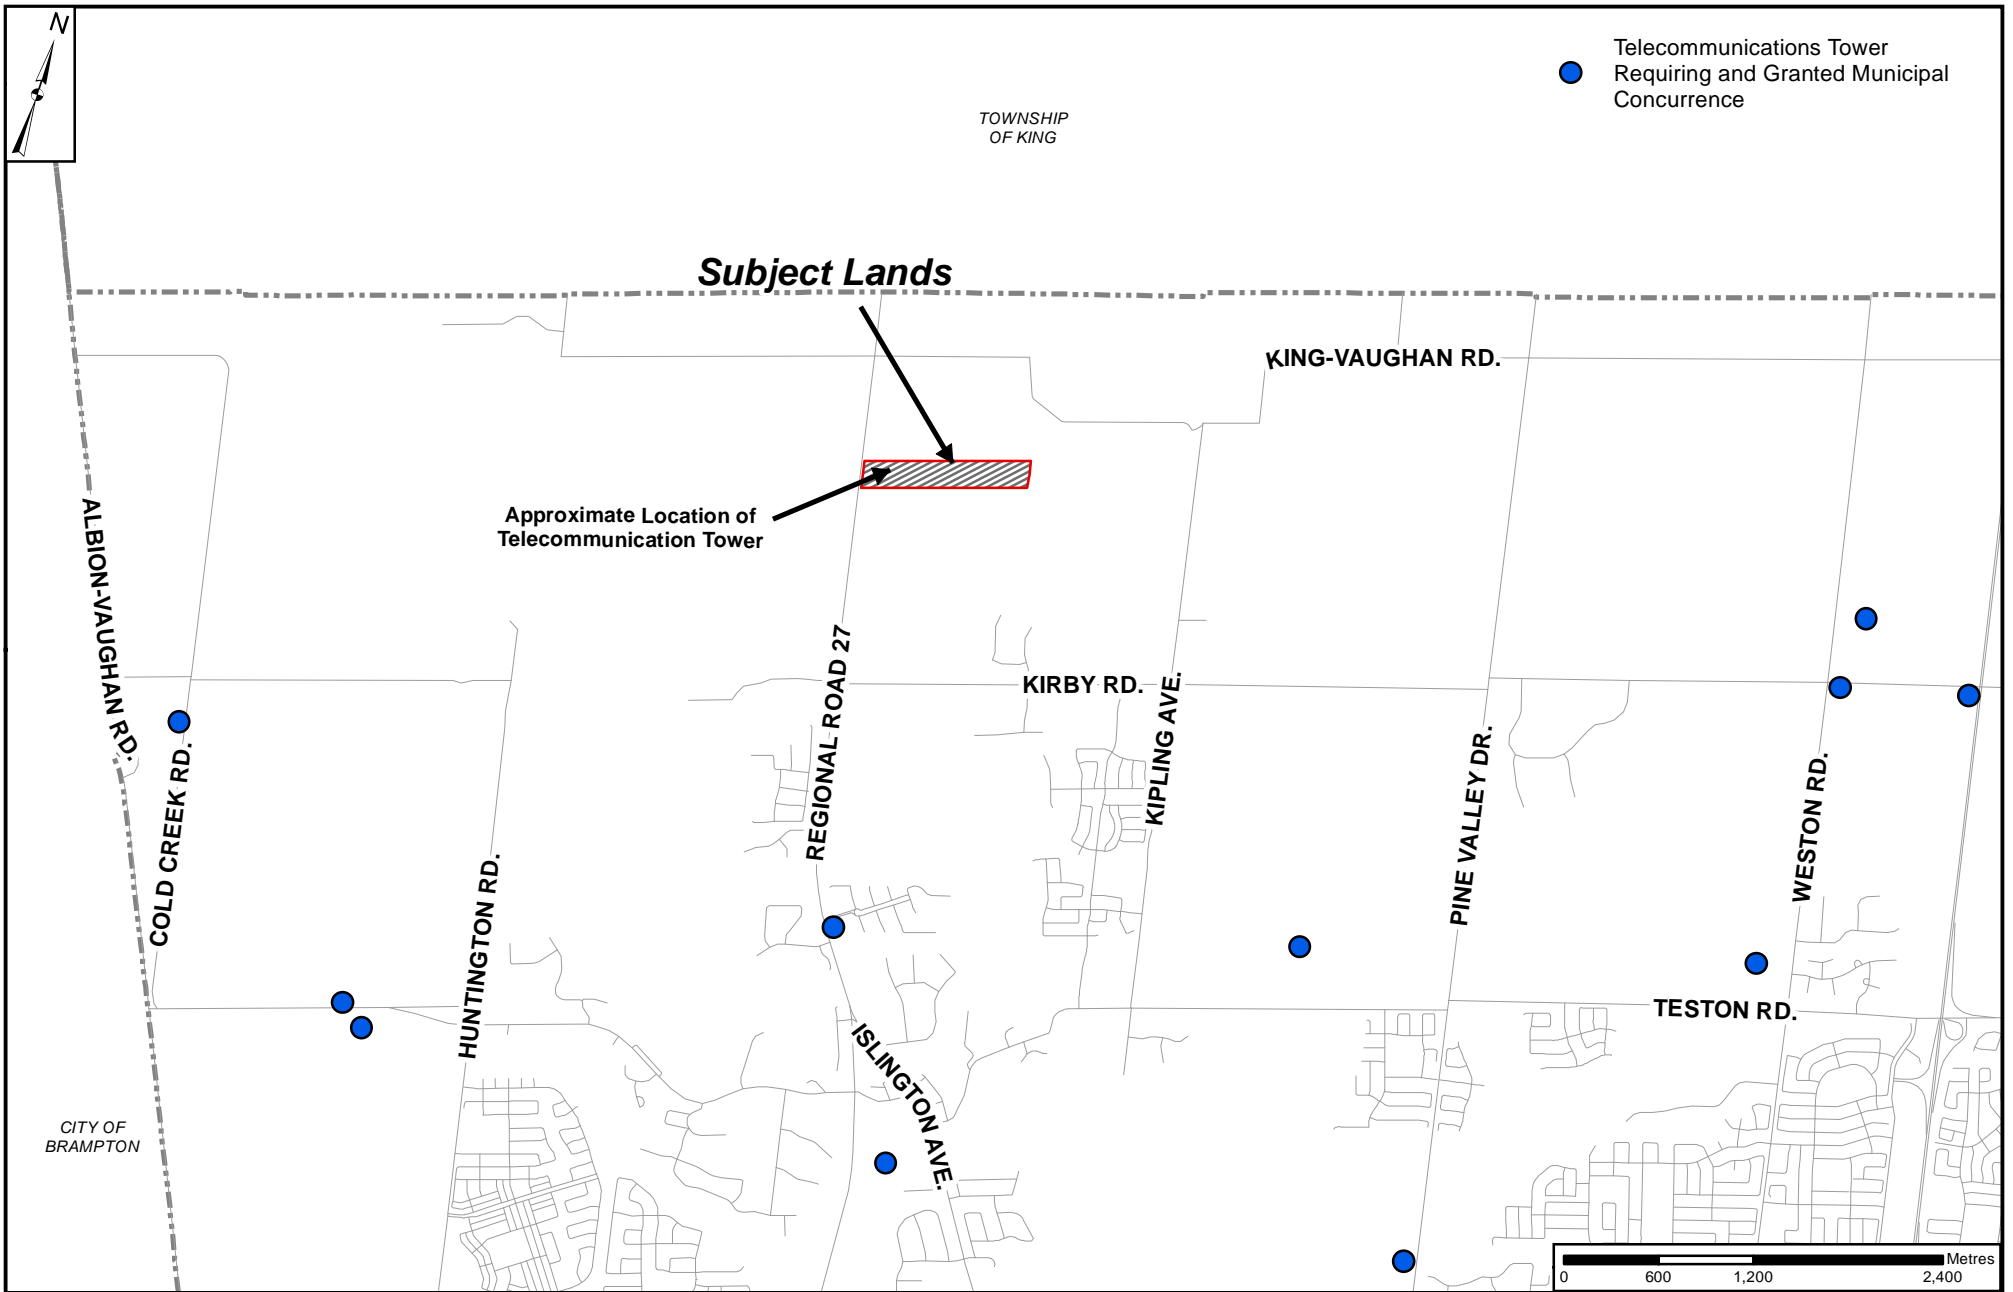 N
Telecommunications Tower
Requiring and Granted Municipal
Concurrence
TOWNSHIP
OF KING
Subject Lands
KING-VAUGHAN RD.
Approximate Location of
Telecommunication Tower
ALBION-VAUGHAN RD.
REGIONAL ROAD 27
KIRBY RD.
KIPLING AVE.
COLD CREEK RD.
PINE VALLEY DR.
WESTON RD.
HUNTINGTON RD.
TESTON RD.
ISLINGTON AVE.
CITY OF
BRAMPTON
Metres
0 600 1,200 2,400